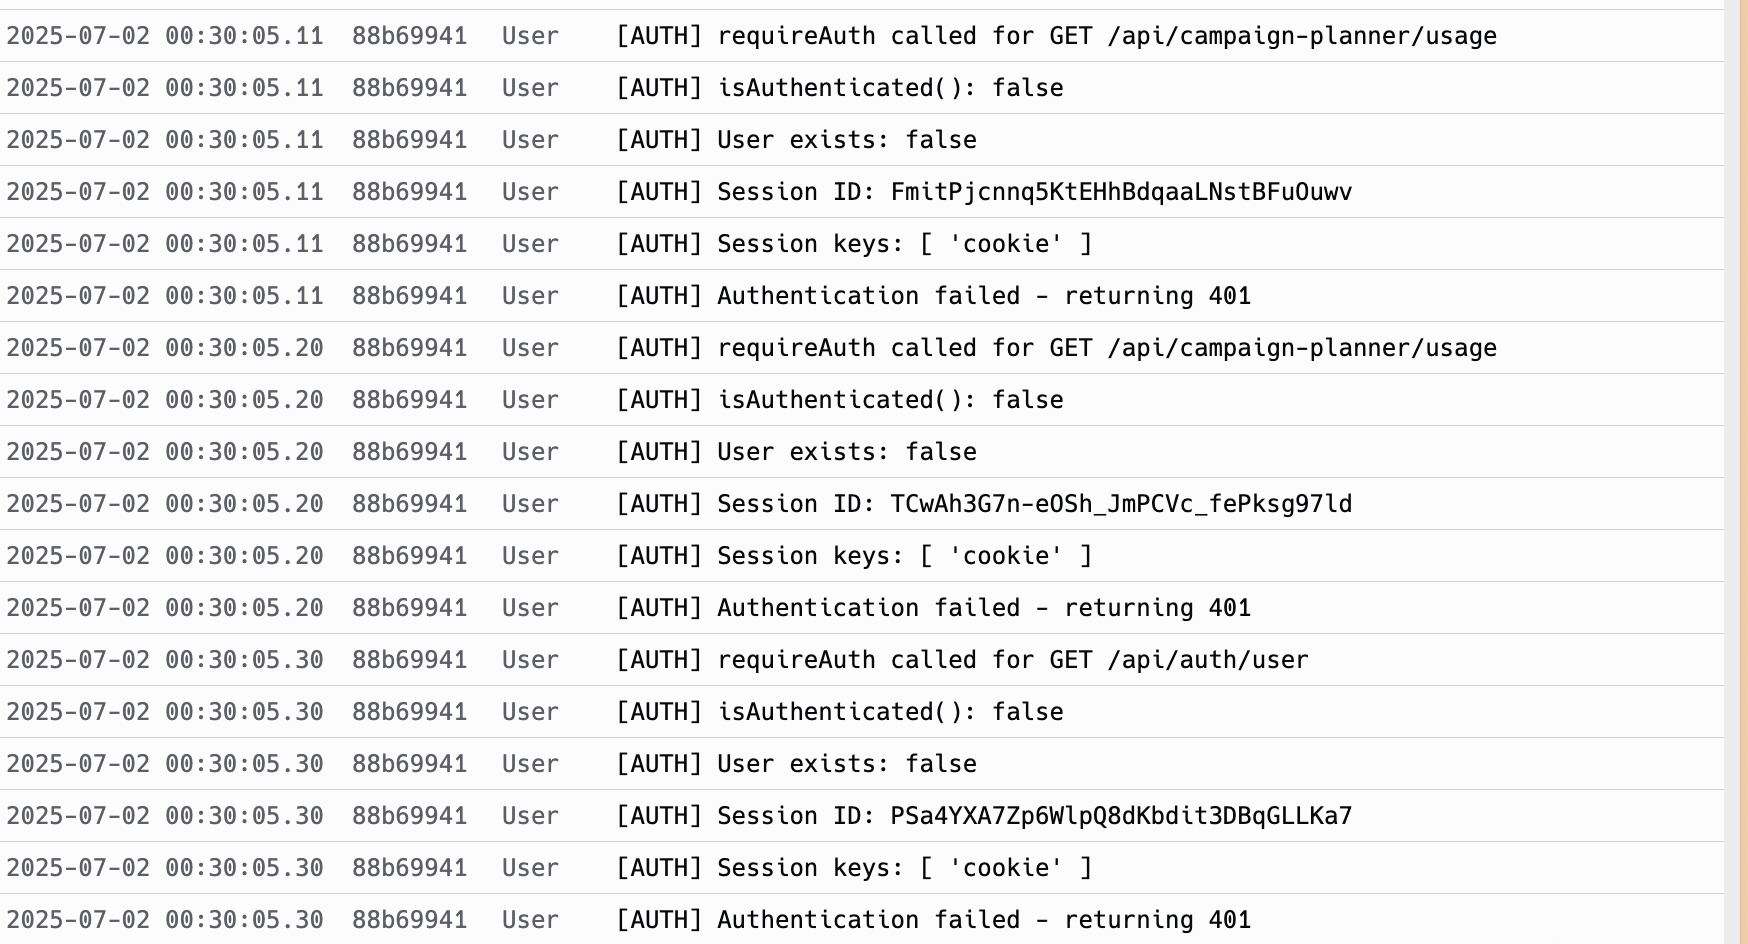 2025-07-02 00:30:05.11 88b69941 User [AUTH] requireAuth called for GET /api/campaign-planner/usage
2025-07-02 00:30:05.11 88b69941 User [AUTH] isAuthenticated(): false
2025-07-02 00:30:05.11 88b69941 User [AUTH] User exists: false
2025-07-02 00:30:05.11 88b69941 User [AUTH] Session ID: FmitPjcnnq5KtEHhBdqaaLNstBFuOuwv
2025-07-02 00:30:05.11 88b69941 User [AUTH] Session keys: [ 'cookie' ]
2025-07-02 00:30:05.11 88b69941 User [AUTH] Authentication failed - returning 401
2025-07-02 00:30:05.20 88b69941 User [AUTH] requireAuth called for GET /api/campaign-planner/usage
2025-07-02 00:30:05.20 88b69941 User [AUTH] isAuthenticated(): false
2025-07-02 00:30:05.20 88b69941 User [AUTH] User exists: false
2025-07-02 00:30:05.20 88b69941 User [AUTH] Session ID: TCwAh3G7n-eOSh_JmPCVc_fePksg97ld
2025-07-02 00:30:05.20 88b69941 User [AUTH] Session keys: [ 'cookie' ]
2025-07-02 00:30:05.20 88b69941 User [AUTH] Authentication failed - returning 401
2025-07-02 00:30:05.30 88b69941 User [AUTH] requireAuth called for GET /api/auth/user
2025-07-02 00:30:05.30 88b69941 User [AUTH] isAuthenticated(): false
2025-07-02 00:30:05.30 88b69941 User [AUTH] User exists: false
2025-07-02 00:30:05.30 88b69941 User [AUTH] Session ID: PSa4YXA7Zp6WlpQ8dKbdit3DBqGLLKa7
2025-07-02 00:30:05.30 88b69941 User [AUTH] Session keys: [ 'cookie' ]
2025-07-02 00:30:05.30 88b69941 User [AUTH] Authentication failed - returning 401